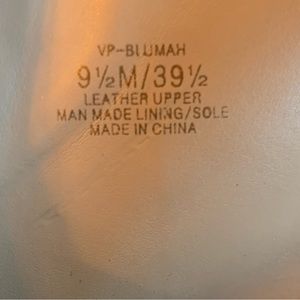 VP-BLUMAH
9½M/39½
LEATHER UPPER
MAN MADE LINING/SOLE
MADE IN CHINA